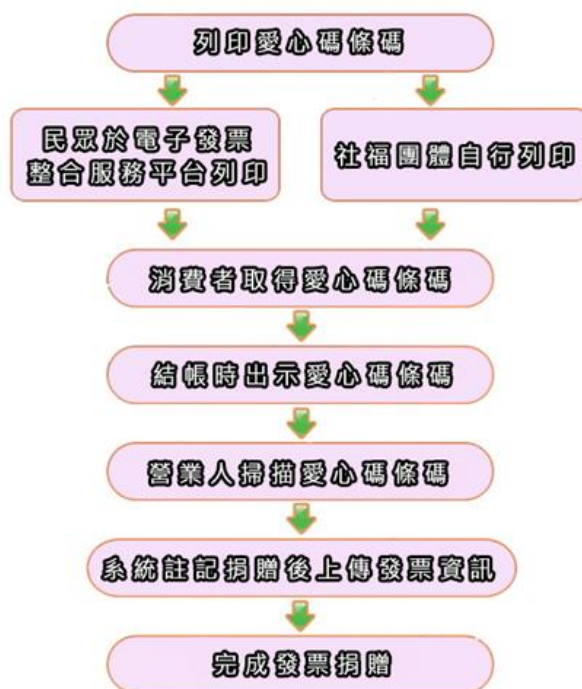 列印愛心碼條碼
民眾於電子發票
整合服務平台列印
社福團體自行列印
消費者取得愛心碼條碼
結帳時出示愛心碼條碼
營業人掃描愛心碼條碼
系統註記捐贈後上傳發票資訊
完成發票捐贈